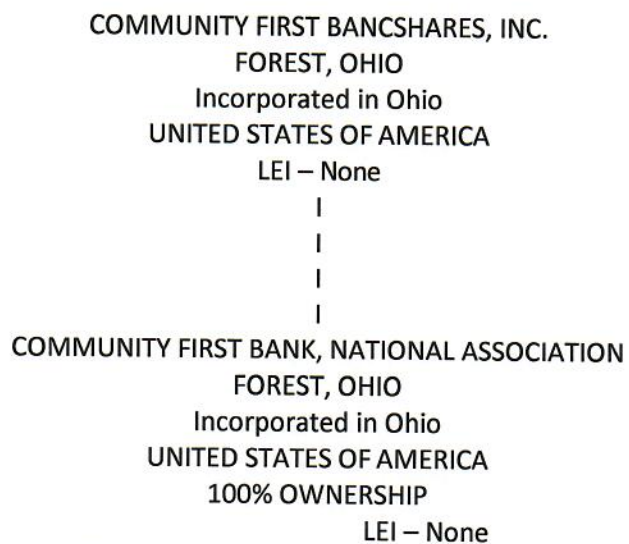 COMMUNITY FIRST BANCSHARES, INC.
FOREST, OHIO
Incorporated in Ohio
UNITED STATES OF AMERICA
LEI – None
COMMUNITY FIRST BANK, NATIONAL ASSOCIATION
FOREST, OHIO
Incorporated in Ohio
UNITED STATES OF AMERICA
100% OWNERSHIP
LEI – None